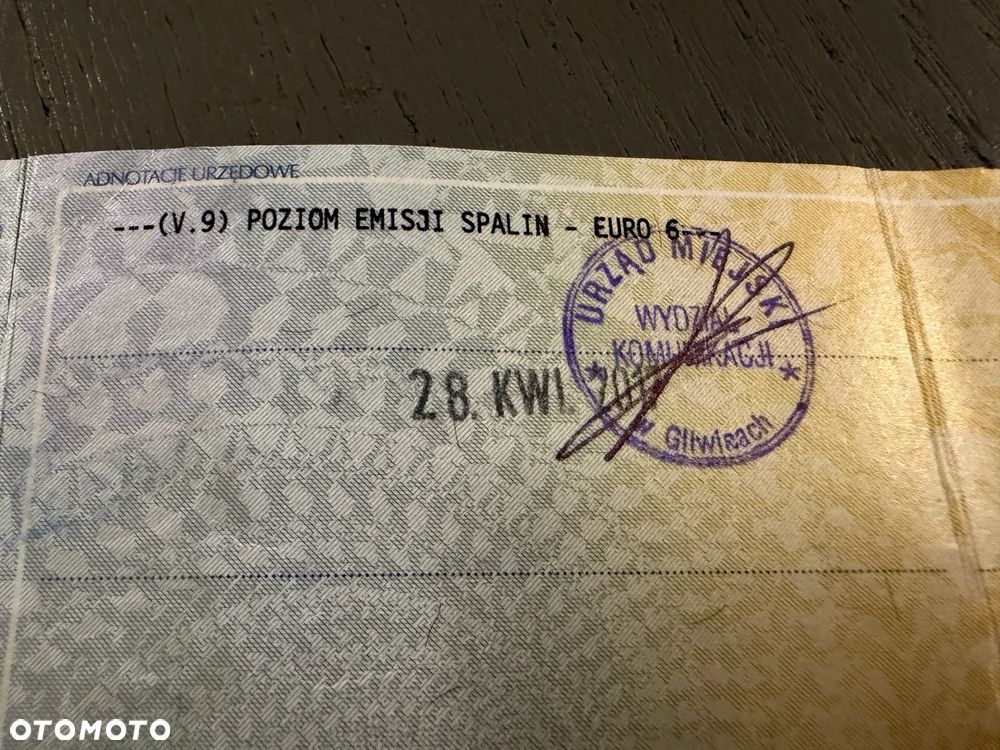 ADNOTACJE URZĘDOWE
---(V.9) POZIOM EMISJI SPALIN - EURO 6---
URZĄD MIEJSKI
WYDZIAŁ
* KOMUNIKACJI *
w Gliwicach
28. KWI.
OTOMOTO